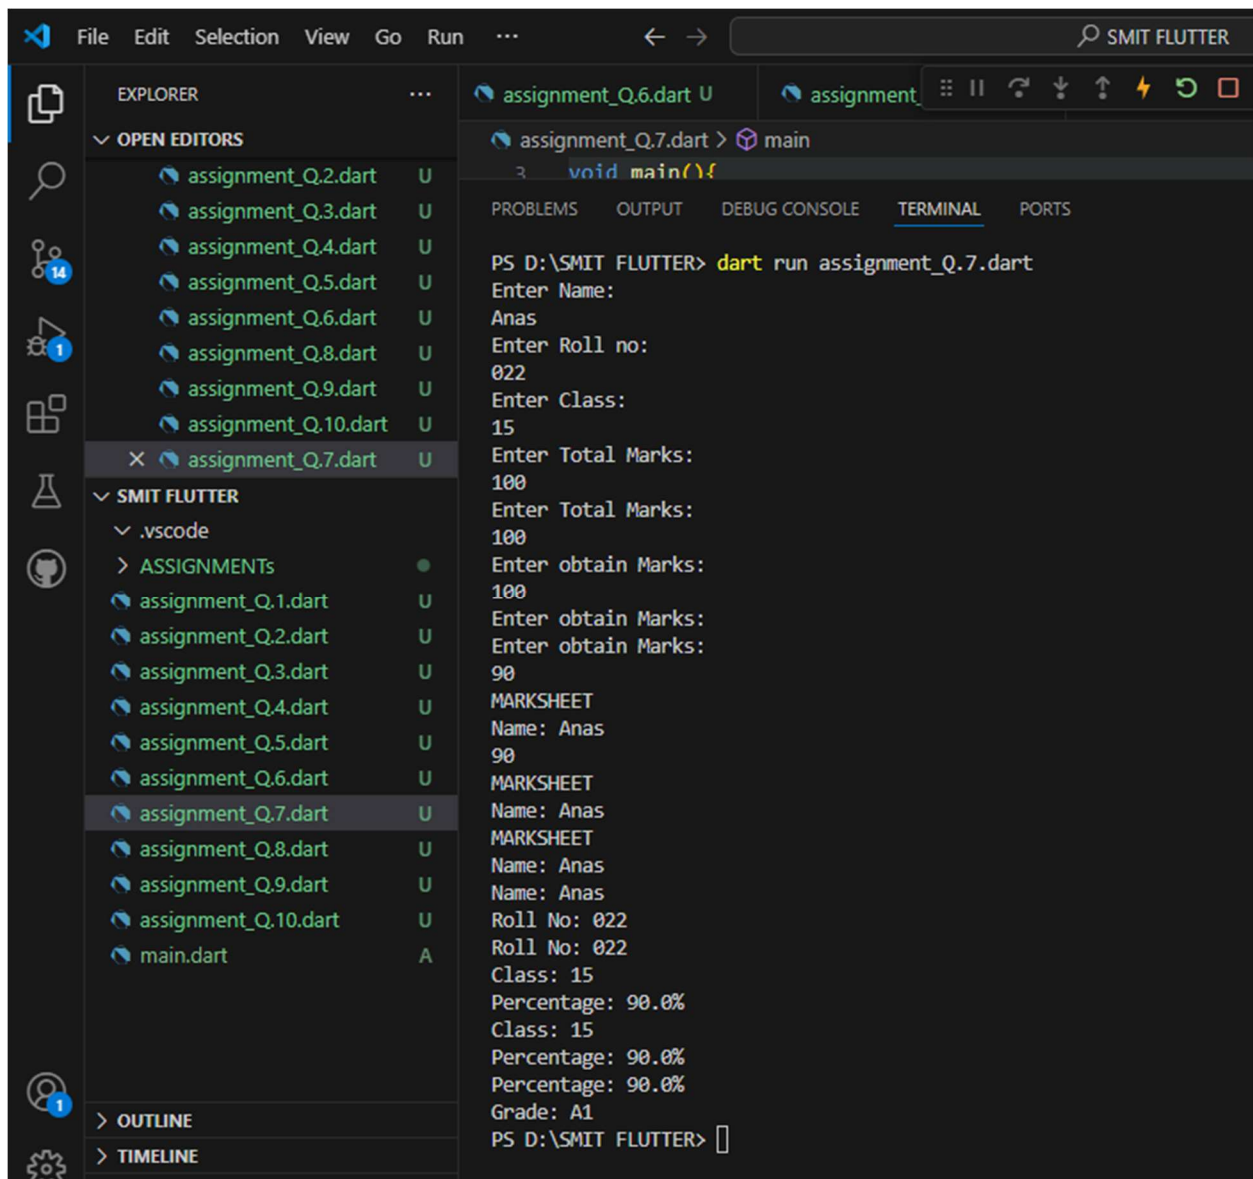 File Edit Selection View Go Run ··· ← → SMIT FLUTTER
EXPLORER ···
OPEN EDITORS
assignment_Q.2.dart U
assignment_Q.3.dart U
assignment_Q.4.dart U
assignment_Q.5.dart U
assignment_Q.6.dart U
assignment_Q.8.dart U
assignment_Q.9.dart U
assignment_Q.10.dart U
assignment_Q.7.dart U
SMIT FLUTTER
.vscode
ASSIGNMENTs
assignment_Q.1.dart U
assignment_Q.2.dart U
assignment_Q.3.dart U
assignment_Q.4.dart U
assignment_Q.5.dart U
assignment_Q.6.dart U
assignment_Q.7.dart U
assignment_Q.8.dart U
assignment_Q.9.dart U
assignment_Q.10.dart U
main.dart A
OUTLINE
TIMELINE
14
1
1
assignment_Q.6.dart U assignment_
assignment_Q.7.dart > main
3 void main(){
PROBLEMS OUTPUT DEBUG CONSOLE TERMINAL PORTS
PS D:\SMIT FLUTTER> dart run assignment_Q.7.dart
Enter Name:
Anas
Enter Roll no:
022
Enter Class:
15
Enter Total Marks:
100
Enter Total Marks:
100
Enter obtain Marks:
100
Enter obtain Marks:
Enter obtain Marks:
90
MARKSHEET
Name: Anas
90
MARKSHEET
Name: Anas
MARKSHEET
Name: Anas
Name: Anas
Roll No: 022
Roll No: 022
Class: 15
Percentage: 90.0%
Class: 15
Percentage: 90.0%
Percentage: 90.0%
Grade: A1
PS D:\SMIT FLUTTER>